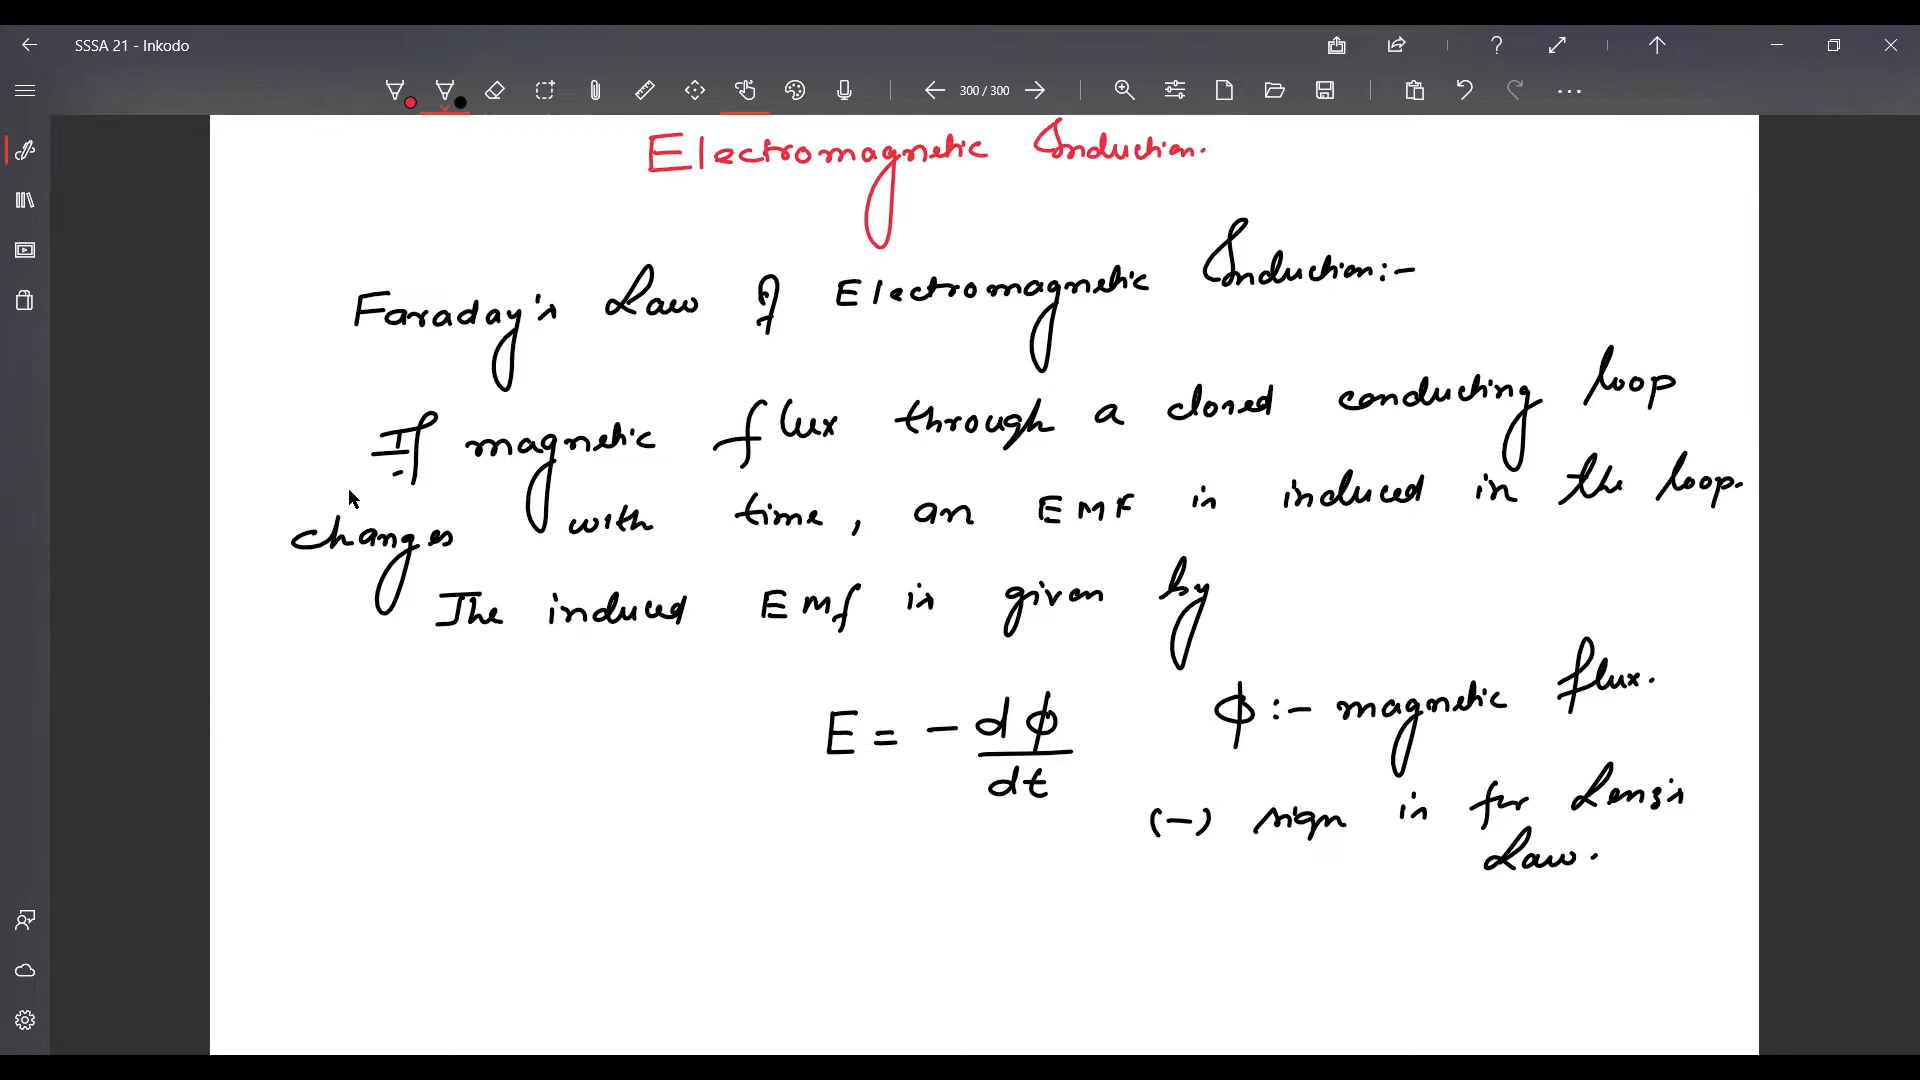 SSSA 21 - Inkodo
300 / 300
Electromagnetic Induction.
Faraday's Law of Electromagnetic Induction:-
If magnetic flux through a closed conducting loop
changes with time, an EMF is induced in the loop.
The induced EMf is given by
E = - dϕ/dt
ϕ :- magnetic flux.
(-) sign is for Lenz's
Law.